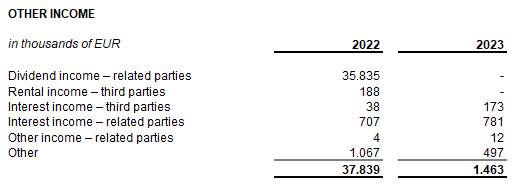 OTHER INCOME
in thousands of EUR 2022 2023
Dividend income – related parties 35.835 -
Rental income – third parties 188 -
Interest income – third parties 38 173
Interest income – related parties 707 781
Other income – related parties 4 12
Other 1.067 497
37.839 1.463